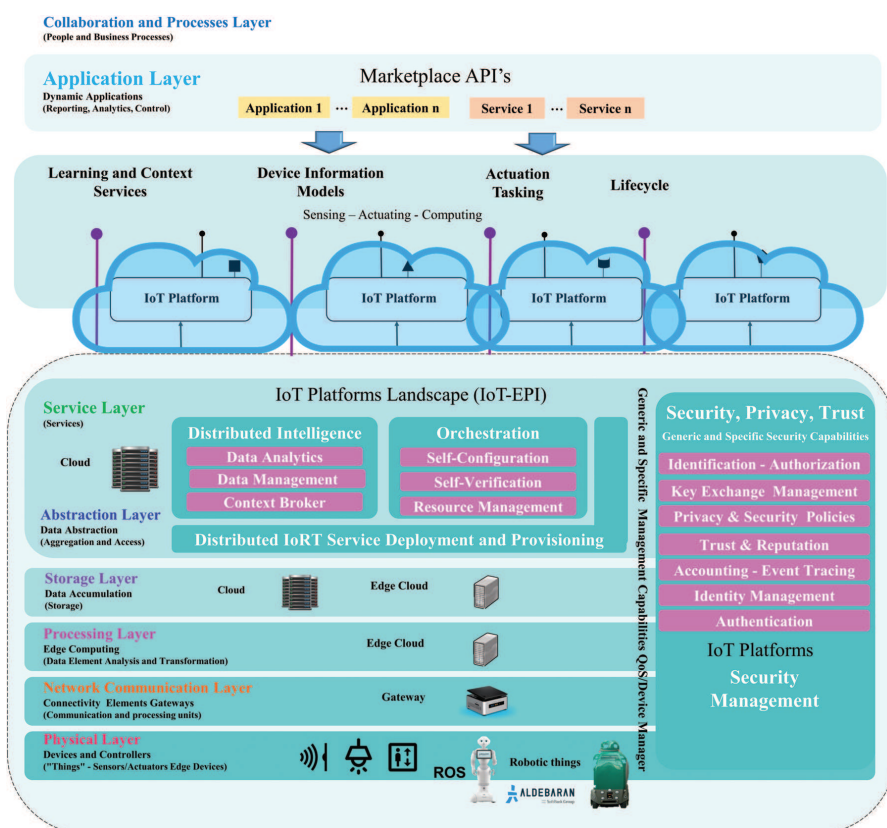 Collaboration and Processes Layer
(People and Business Processes)
Application Layer
Dynamic Applications
(Reporting, Analytics, Control)
Marketplace API's
Application 1
...
Application n
Service 1
...
Service n
Learning and Context
Services
Device Information
Models
Actuation
Tasking
Lifecycle
Sensing – Actuating - Computing
IoT Platform
IoT Platform
IoT Platform
IoT Platform
IoT Platforms Landscape (IoT-EPI)
Service Layer
(Services)
Cloud
Distributed Intelligence
Data Analytics
Data Management
Context Broker
Orchestration
Self-Configuration
Self-Verification
Resource Management
Abstraction Layer
Data Abstraction
(Aggregation and Access)
Distributed IoRT Service Deployment and Provisioning
Generic and Specific Management Capabilities QoS/Device Manager
Security, Privacy, Trust
Generic and Specific Security Capabilities
Identification - Authorization
Key Exchange Management
Privacy & Security Policies
Trust & Reputation
Accounting - Event Tracing
Identity Management
Authentication
IoT Platforms
Security
Management
Storage Layer
Data Accumulation
(Storage)
Cloud
Edge Cloud
Processing Layer
Edge Computing
(Data Element Analysis and Transformation)
Edge Cloud
Network Communication Layer
Connectivity Elements Gateways
(Communication and processing units)
Gateway
Physical Layer
Devices and Controllers
("Things" - Sensors/Actuators Edge Devices)
ROS
Robotic things
ALDEBARAN